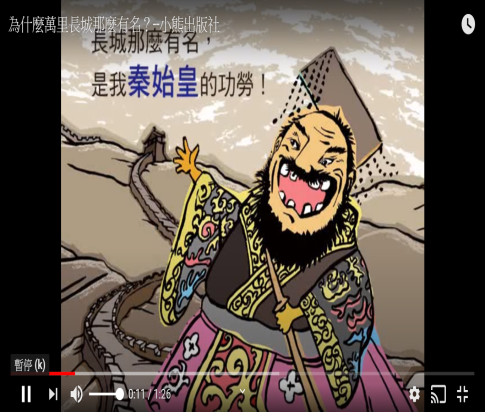 為什麼萬里長城那麼有名？--小熊出版社
長城那麼有名，
是我秦始皇的功勞！
暫停 (k)
0:11 / 1:26